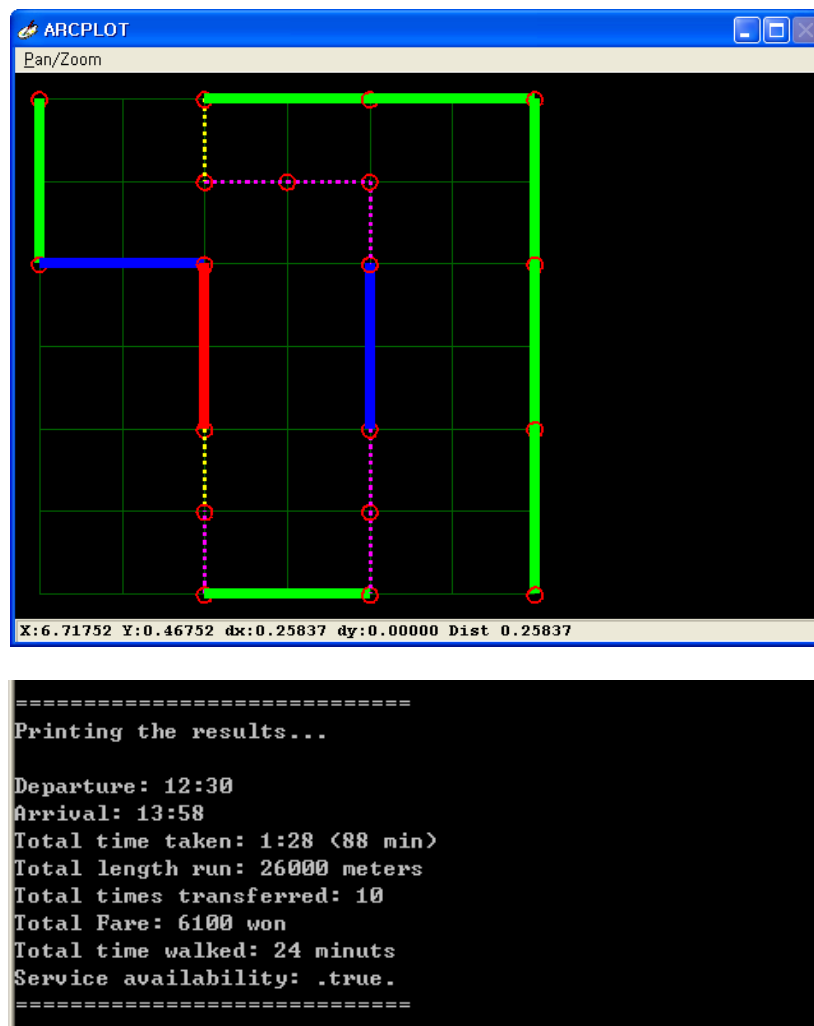 ARCPLOT
Pan/Zoom
X:6.71752 Y:0.46752 dx:0.25837 dy:0.00000 Dist 0.25837
==============================
Printing the results...
Departure: 12:30
Arrival: 13:58
Total time taken: 1:28 (88 min)
Total length run: 26000 meters
Total times transferred: 10
Total Fare: 6100 won
Total time walked: 24 minuts
Service availability: .true.
==============================